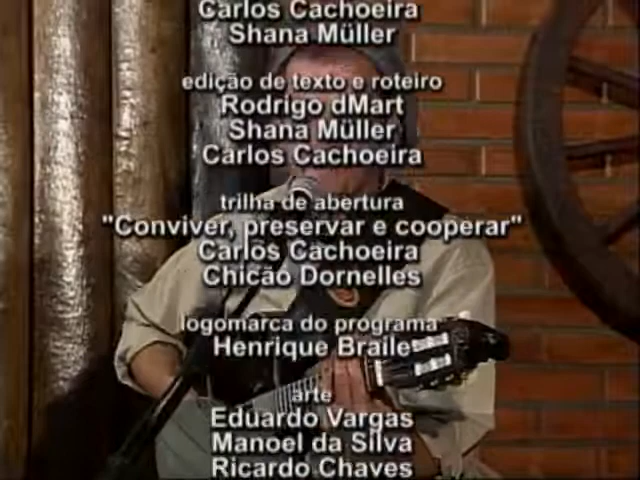 Carlos Cachoeira
Shana Müller
edição de texto e roteiro
Rodrigo dMart
Shana Müller
Carlos Cachoeira
trilha de abertura
"Conviver, preservar e cooperar"
Carlos Cachoeira
Chicão Dornelles
logomarca do programa
Henrique Braile
arte
Eduardo Vargas
Manoel da Silva
Ricardo Chaves